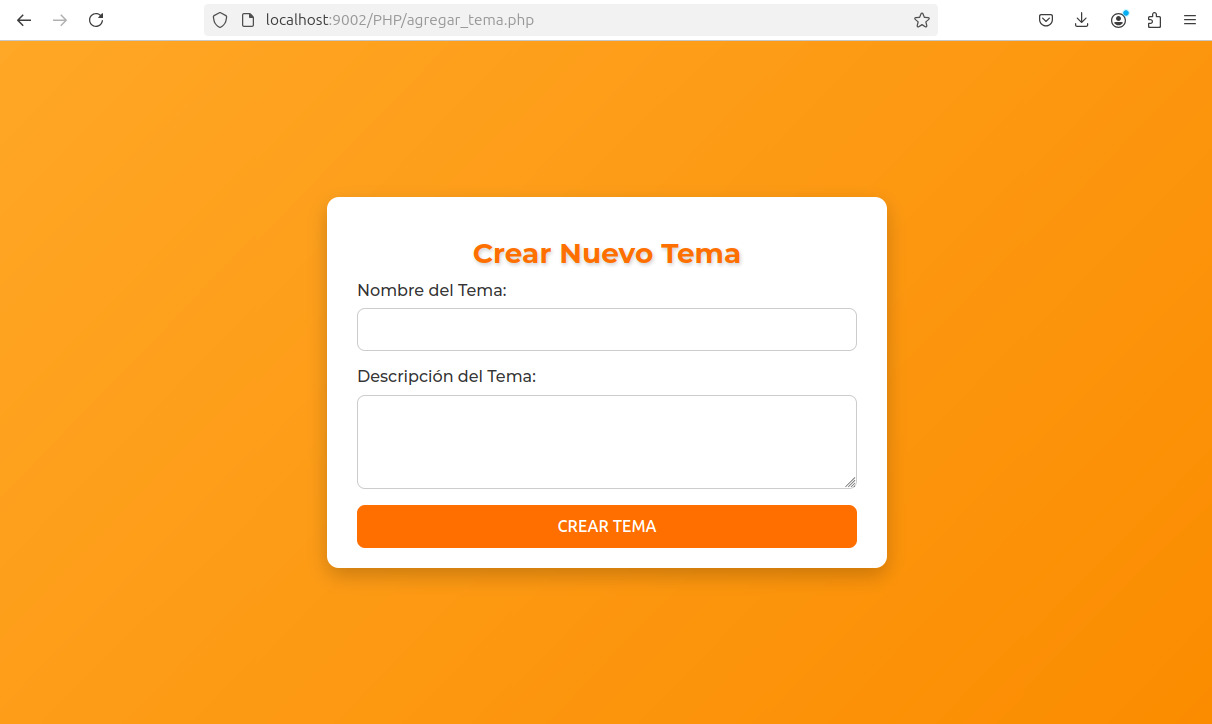 localhost:9002/PHP/agregar_tema.php
Crear Nuevo Tema
Nombre del Tema:
Descripción del Tema:
CREAR TEMA